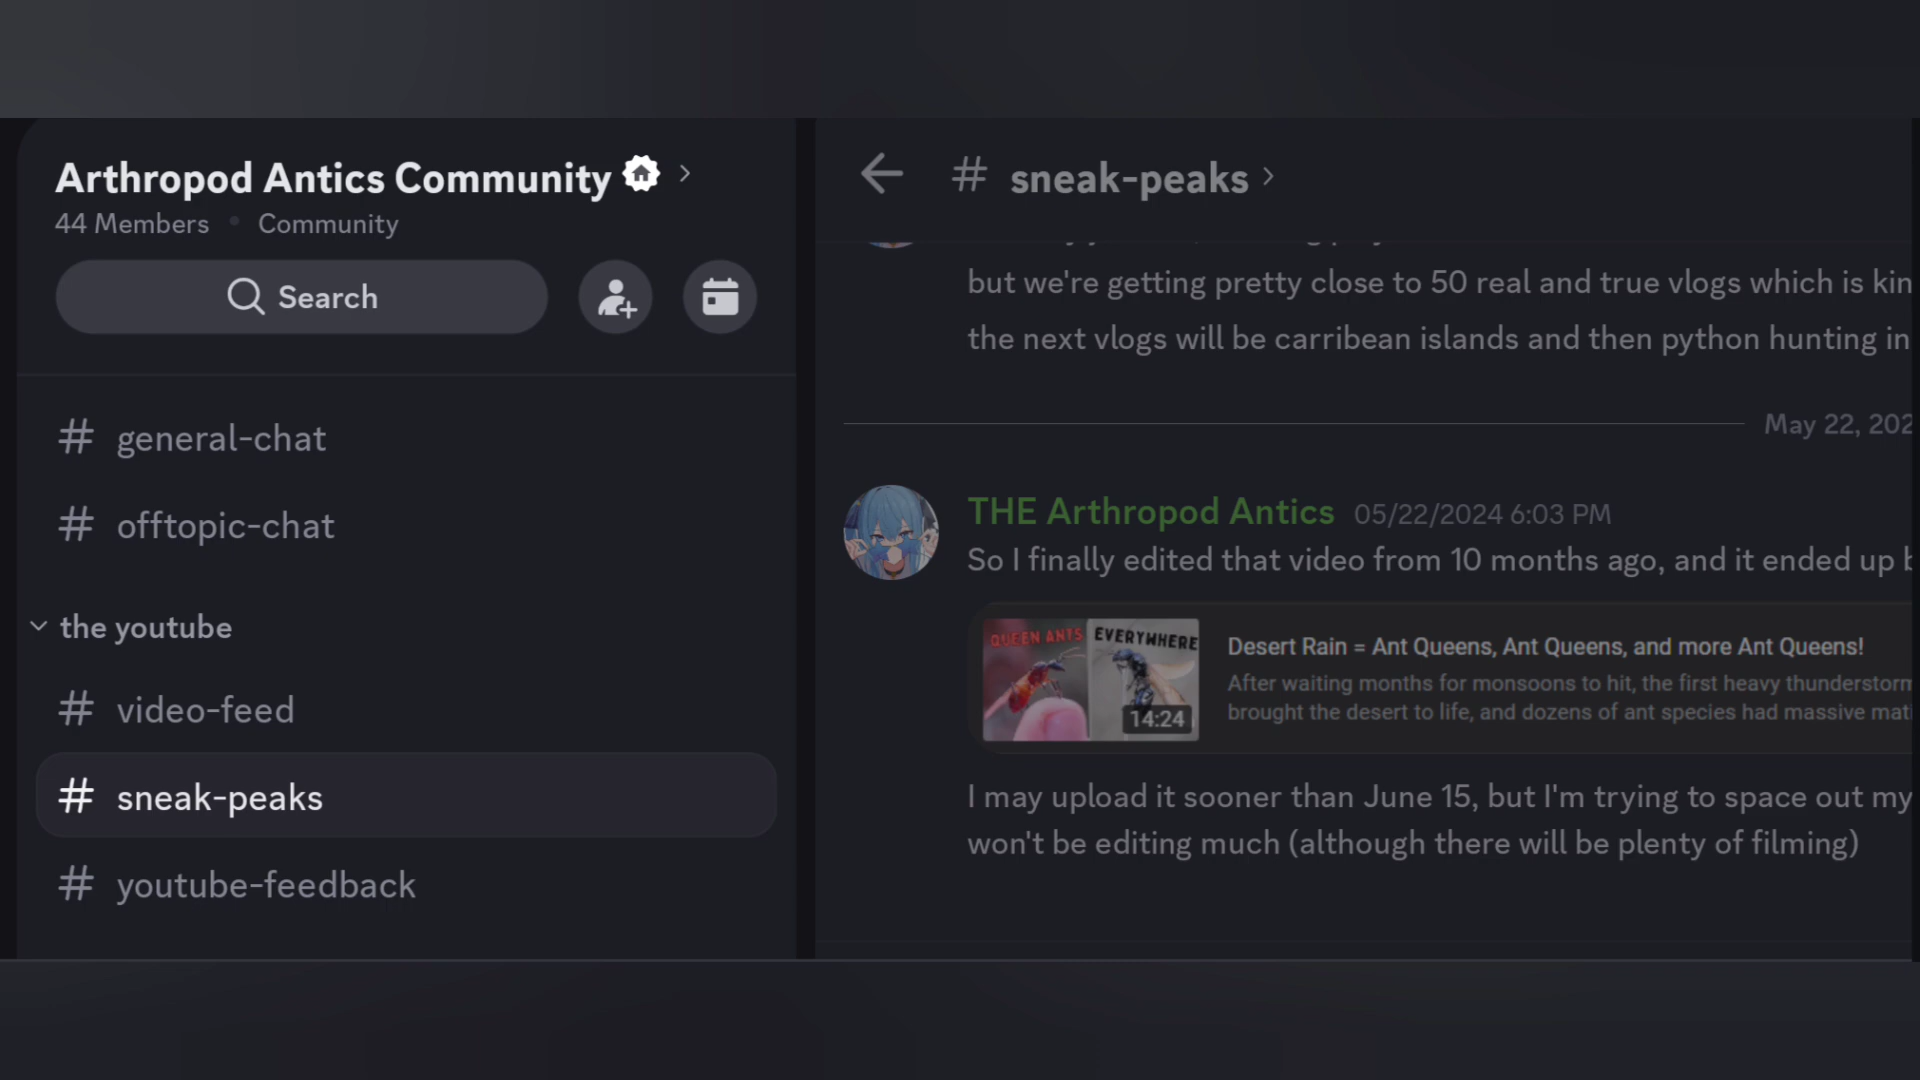 Arthropod Antics Community
44 Members • Community
Search
# general-chat
# offtopic-chat
the youtube
# video-feed
# sneak-peaks
# youtube-feedback
# sneak-peaks
but we're getting pretty close to 50 real and true vlogs which is
the next vlogs will be carribean islands and then python hunting in
May 22,
THE Arthropod Antics 05/22/2024 6:03 PM
So I finally edited that video from 10 months ago, and it ended up
QUEEN ANTS EVERYWHERE
14:24
Desert Rain = Ant Queens, Ant Queens, and more Ant Queens!
After waiting months for monsoons to hit, the first heavy thunderstorm
brought the desert to life, and dozens of ant species had massive
I may upload it sooner than June 15, but I'm trying to space out my
won't be editing much (although there will be plenty of filming)